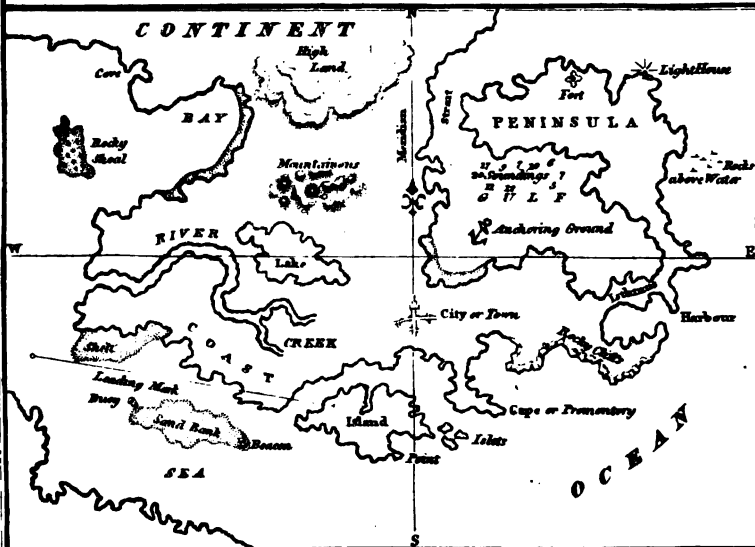 N
CONTINENT
High
Land
Cove
Light House
Fort
Strait
BAY
PENINSULA
Meridian
Rocky
Shoal
Rocks
above Water
Mountainous
Soundings
G U L F
RIVER
Anchoring Ground
W
E
Lake
Isthmus
City or Town
Harbour
COAST
CREEK
Rocky Cliffs
Shelf
Leading Mark
Buoy
Sand Bank
Island
Cape or Promontory
Beacon
Islets
Point
SEA
OCEAN
S